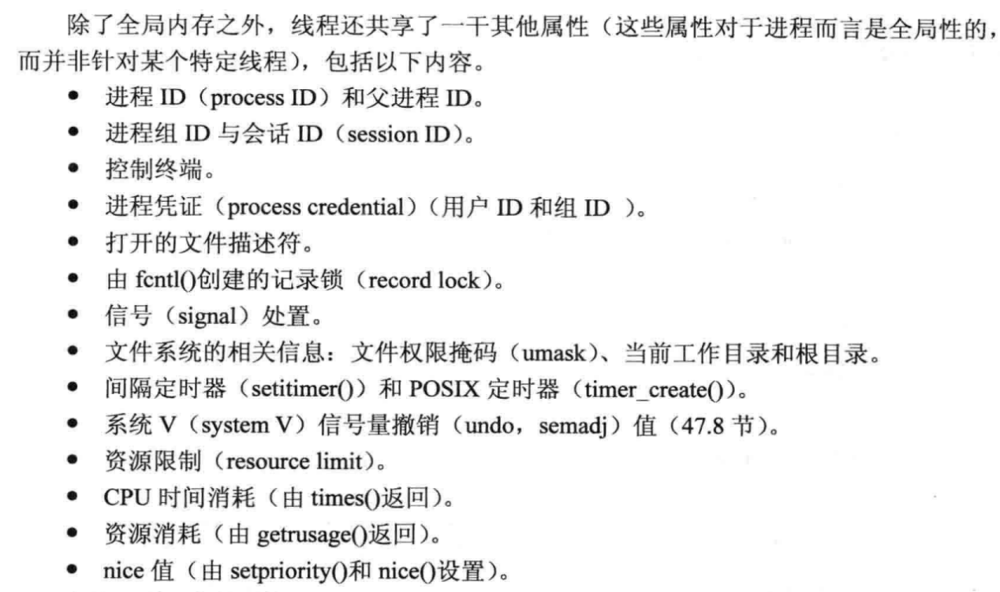 除了全局内存之外，线程还共享了一干其他属性（这些属性对于进程而言是全局性的，
而并非针对某个特定线程），包括以下内容。
• 进程 ID（process ID）和父进程 ID。
• 进程组 ID 与会话 ID（session ID）。
• 控制终端。
• 进程凭证（process credential）（用户 ID 和组 ID ）。
• 打开的文件描述符。
• 由 fcntl()创建的记录锁（record lock）。
• 信号（signal）处置。
• 文件系统的相关信息：文件权限掩码（umask）、当前工作目录和根目录。
• 间隔定时器（setitimer()）和 POSIX 定时器（timer_create()）。
• 系统 V（system V）信号量撤销（undo，semadj）值（47.8 节）。
• 资源限制（resource limit）。
• CPU 时间消耗（由 times()返回）。
• 资源消耗（由 getrusage()返回）。
• nice 值（由 setpriority()和 nice()设置）。